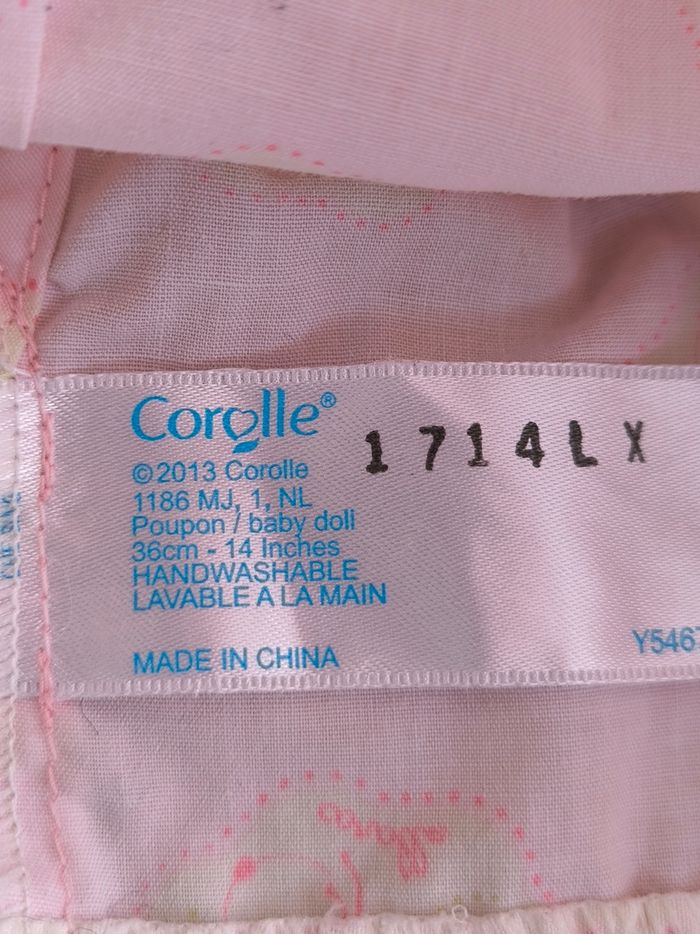 Corolle®
1714LX
©2013 Corolle
1186 MJ, 1, NL
Poupon / baby doll
36cm - 14 Inches
HANDWASHABLE
LAVABLE A LA MAIN
MADE IN CHINA
Y546